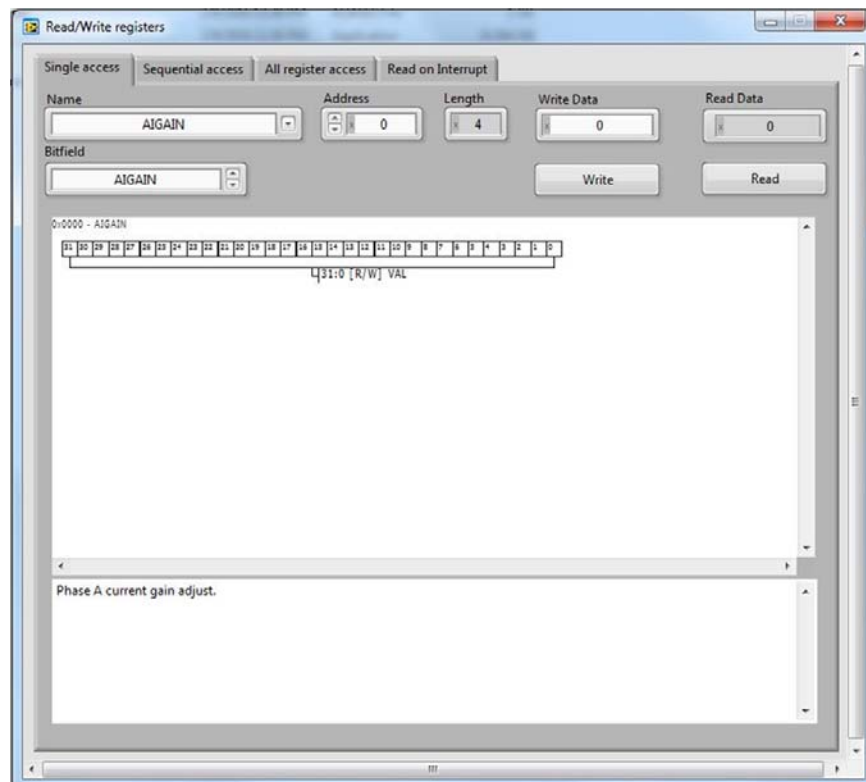 Read/Write registers
Single access Sequential access All register access Read on Interrupt
Name Address Length Write Data Read Data
AIGAIN x 0 x 4 x 0 x 0
Bitfield
AIGAIN Write Read
0x0000 - AIGAIN
31 30 29 28 27 26 25 24 23 22 21 20 19 18 17 16 15 14 13 12 11 10 9 8 7 6 5 4 3 2 1 0
31:0 [R/W] VAL
Phase A current gain adjust.